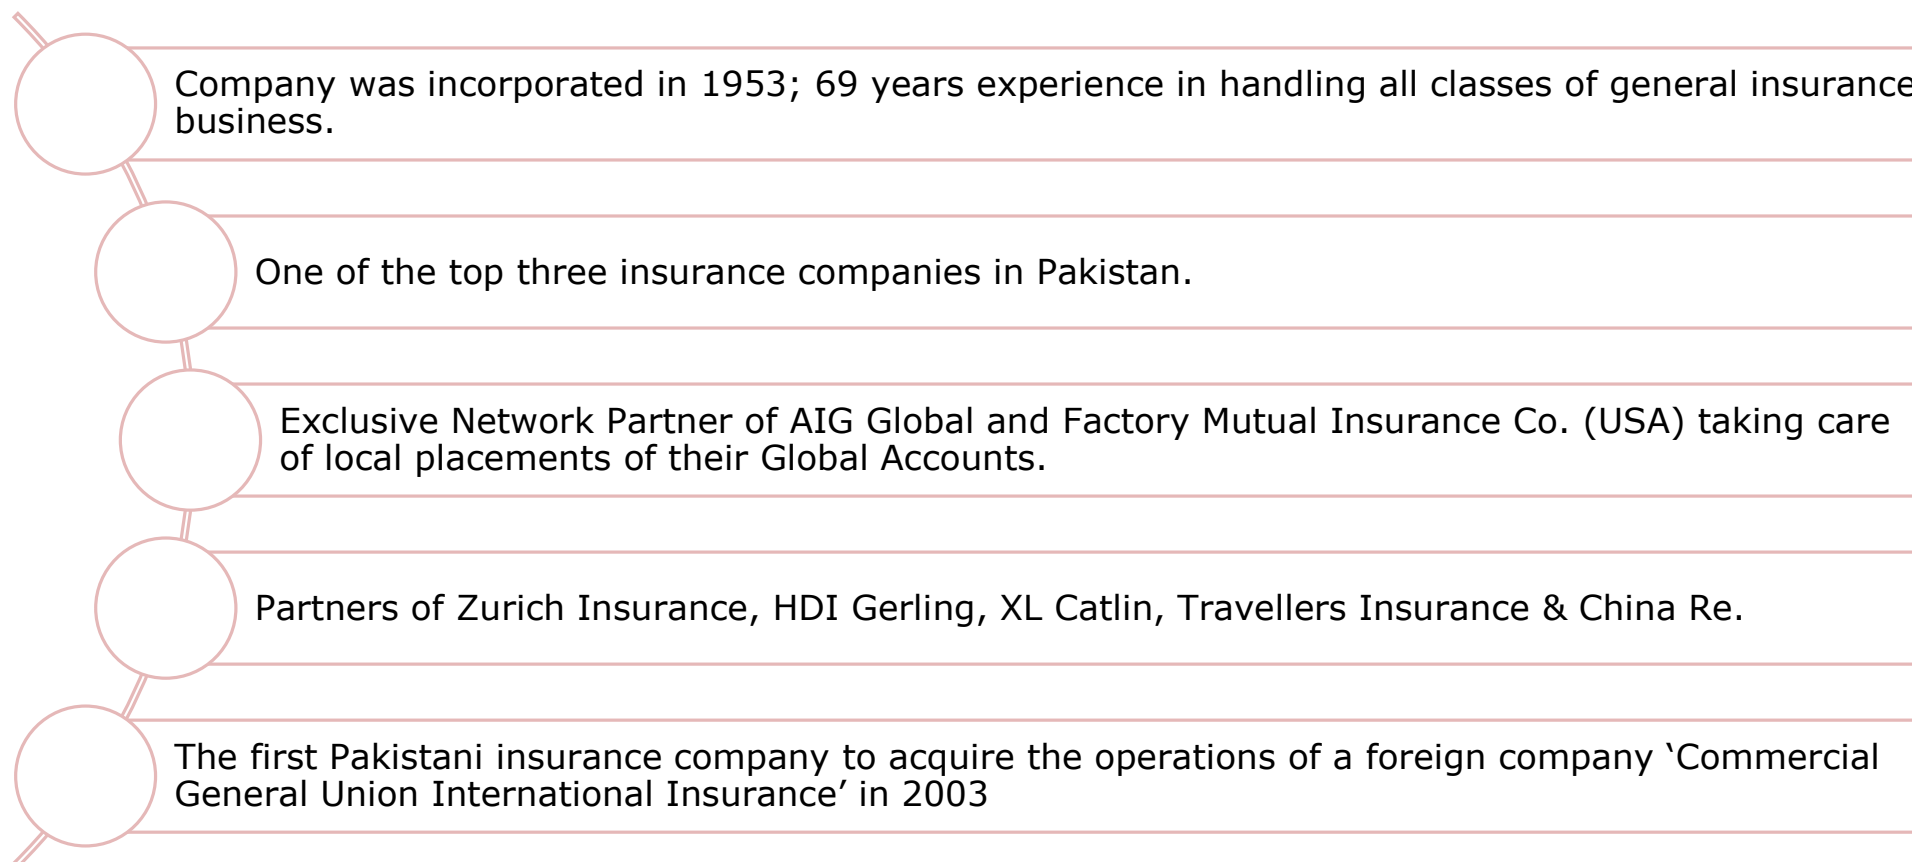 Company was incorporated in 1953; 69 years experience in handling all classes of general insurance
business.
One of the top three insurance companies in Pakistan.
Exclusive Network Partner of AIG Global and Factory Mutual Insurance Co. (USA) taking care
of local placements of their Global Accounts.
Partners of Zurich Insurance, HDI Gerling, XL Catlin, Travellers Insurance & China Re.
The first Pakistani insurance company to acquire the operations of a foreign company ‘Commercial
General Union International Insurance’ in 2003